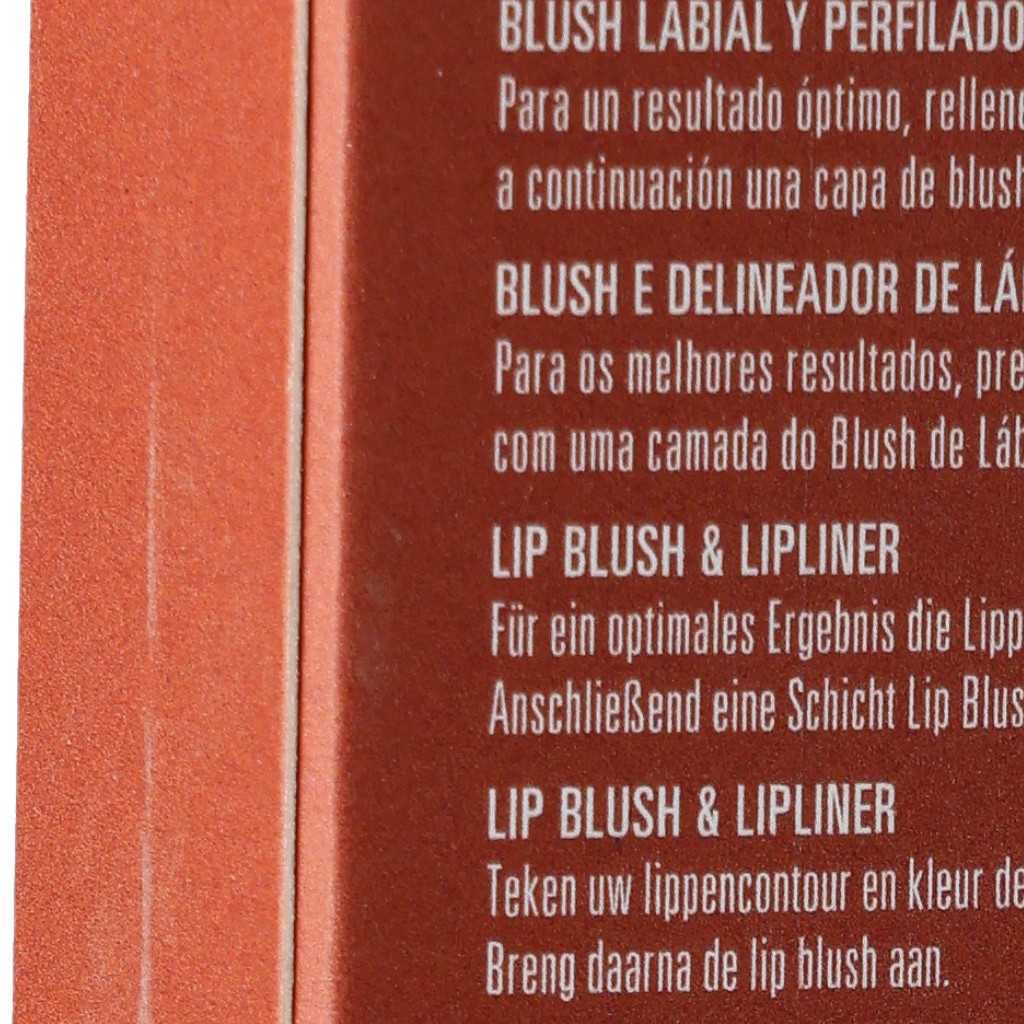 BLUSH LABIAL Y PERFILADO
Para un resultado óptimo, rellene
a continuación una capa de blush
BLUSH E DELINEADOR DE LÁ
Para os melhores resultados, pre
com uma camada do Blush de Láb
LIP BLUSH & LIPLINER
Für ein optimales Ergebnis die Lipp
Anschließend eine Schicht Lip Blus
LIP BLUSH & LIPLINER
Teken uw lippencontour en kleur de
Breng daarna de lip blush aan.